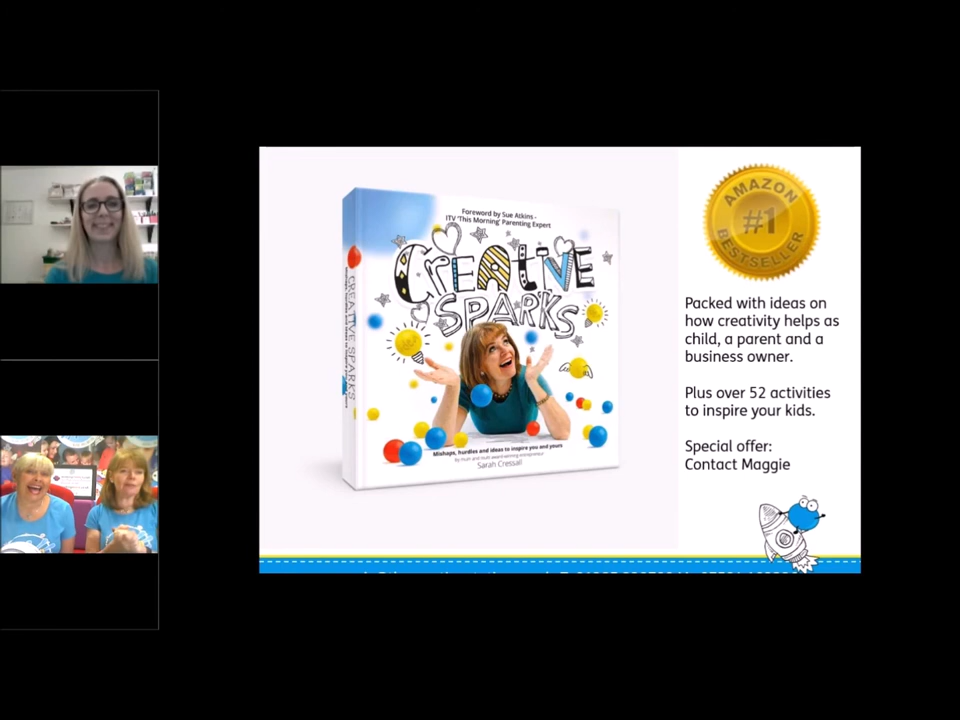 Foreword by Sue Atkins -
ITV 'This Morning' Parenting Expert
CREATIVE
SPARKS
Mishaps, hurdles and ideas to inspire you and yours
by mum and multi award-winning entrepreneur
Sarah Cressall
CREATIVE SPARKS
AMAZON
#1
BESTSELLER
Packed with ideas on
how creativity helps as
child, a parent and a
business owner.
Plus over 52 activities
to inspire your kids.
Special offer:
Contact Maggie